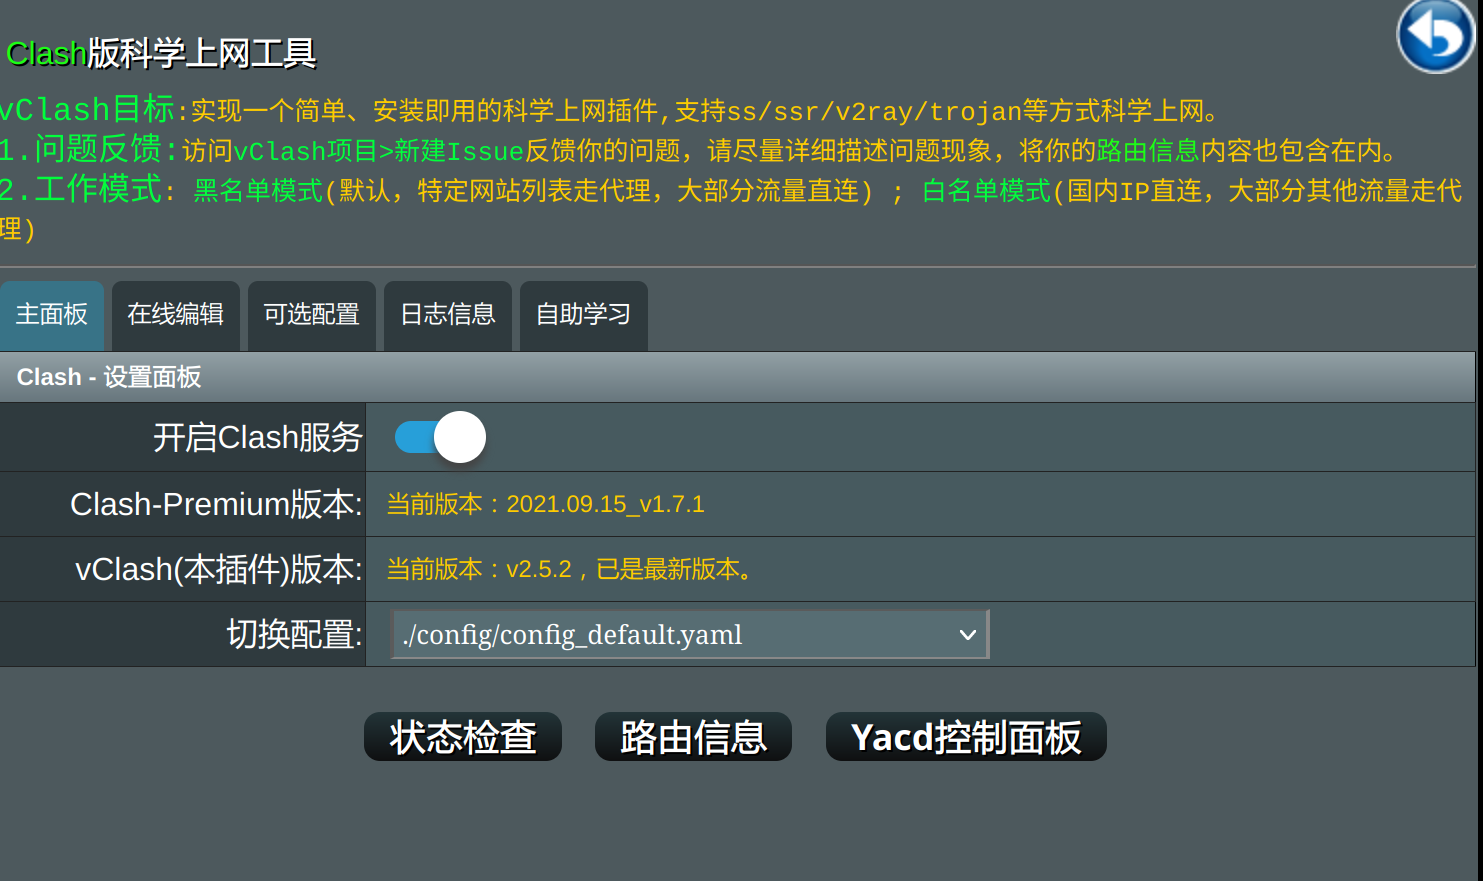 Clash版科学上网工具
vClash目标:实现一个简单、安装即用的科学上网插件,支持ss/ssr/v2ray/trojan等方式科学上网。
1.问题反馈:访问vClash项目>新建Issue反馈你的问题，请尽量详细描述问题现象，将你的路由信息内容也包含在内。
2.工作模式: 黑名单模式(默认，特定网站列表走代理，大部分流量直连) ; 白名单模式(国内IP直连，大部分其他流量走代
理)
主面板 在线编辑 可选配置 日志信息 自助学习
Clash - 设置面板
开启Clash服务
Clash-Premium版本: 当前版本：2021.09.15_v1.7.1
vClash(本插件)版本: 当前版本：v2.5.2，已是最新版本。
切换配置: ./config/config_default.yaml
状态检查 路由信息 Yacd控制面板